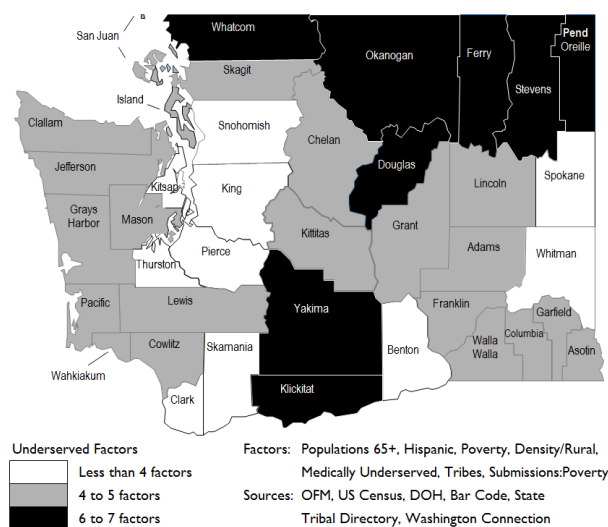 San Juan
Whatcom
Okanogan
Ferry
Pend
Oreille
Skagit
Stevens
Island
Clallam
Snohomish
Chelan
Douglas
Jefferson
Kitsap
King
Lincoln
Spokane
Grays
Harbor
Mason
Kittitas
Grant
Adams
Whitman
Thurston
Pierce
Pacific
Lewis
Yakima
Franklin
Garfield
Cowlitz
Skamania
Benton
Walla
Walla
Columbia
Asotin
Wahkiakum
Clark
Klickitat
Underserved Factors
Less than 4 factors
4 to 5 factors
6 to 7 factors
Factors: Populations 65+, Hispanic, Poverty, Density/Rural,
Medically Underserved, Tribes, Submissions:Poverty
Sources: OFM, US Census, DOH, Bar Code, State
Tribal Directory, Washington Connection